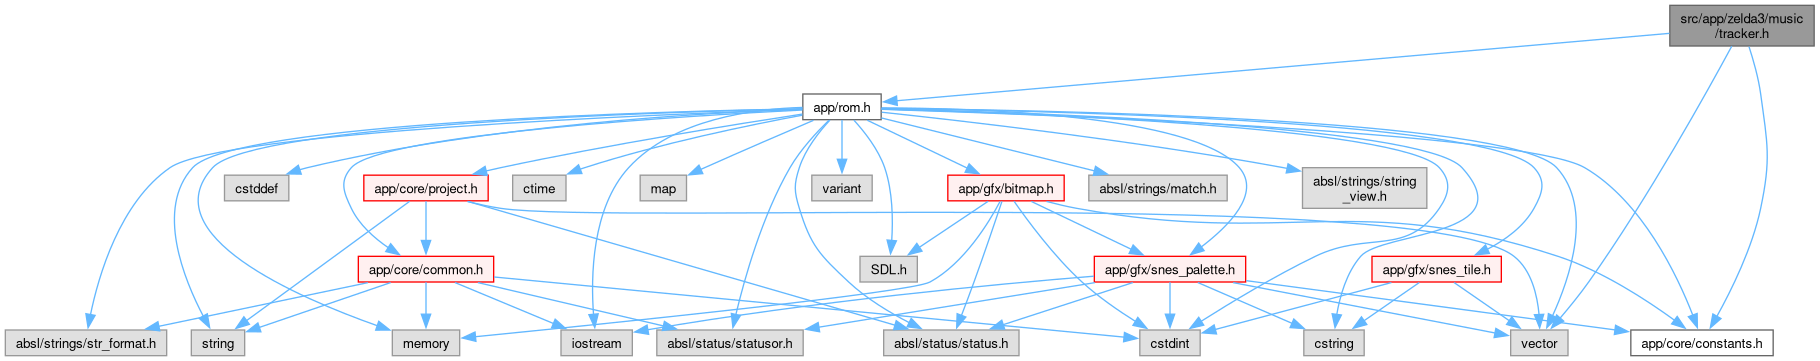 src/app/zelda3/music
/tracker.h
app/rom.h
cstddef
app/core/project.h
ctime
map
variant
app/gfx/bitmap.h
absl/strings/match.h
absl/strings/string
_view.h
app/core/common.h
SDL.h
app/gfx/snes_palette.h
app/gfx/snes_tile.h
absl/strings/str_format.h
string
memory
iostream
absl/status/statusor.h
absl/status/status.h
cstdint
cstring
vector
app/core/constants.h